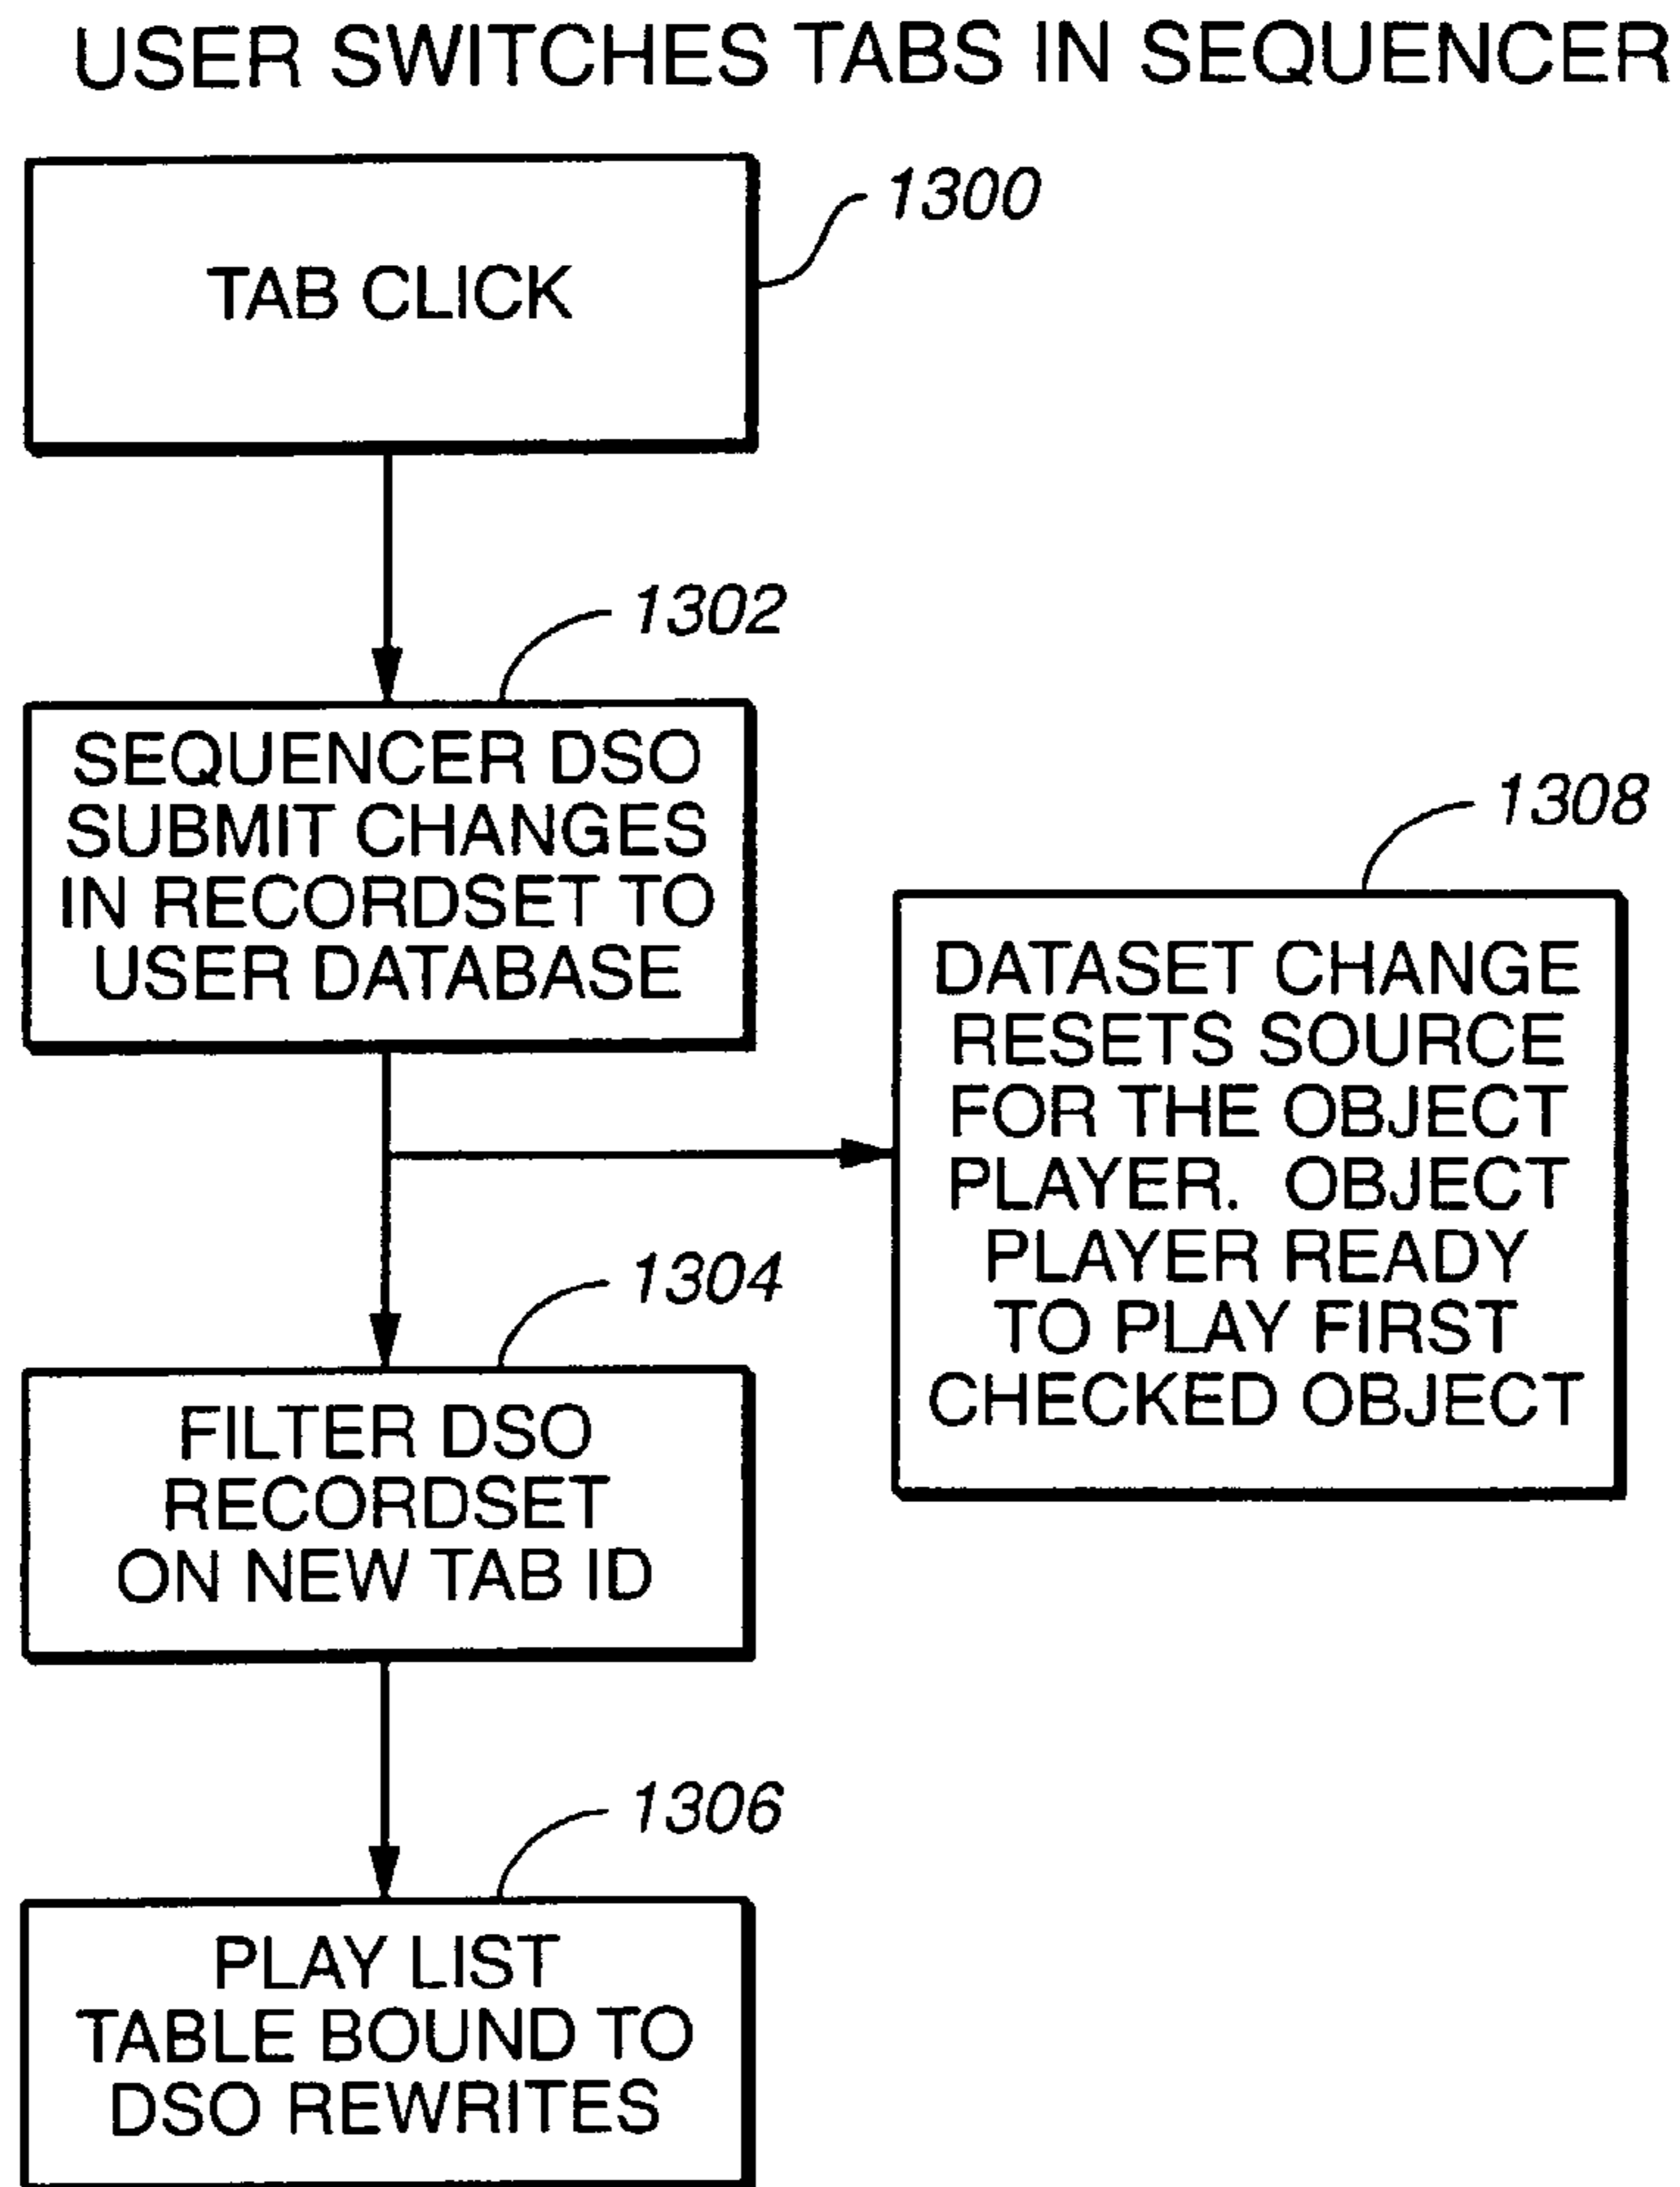 USER SWITCHES TABS IN SEQUENCER
1300
TAB CLICK
1302
SEQUENCER DSO
SUBMIT CHANGES
IN RECORDSET TO
USER DATABASE
1308
DATASET CHANGE
RESETS SOURCE
FOR THE OBJECT
PLAYER. OBJECT
PLAYER READY
TO PLAY FIRST
CHECKED OBJECT
1304
FILTER DSO
RECORDSET
ON NEW TAB ID
1306
PLAY LIST
TABLE BOUND TO
DSO REWRITES